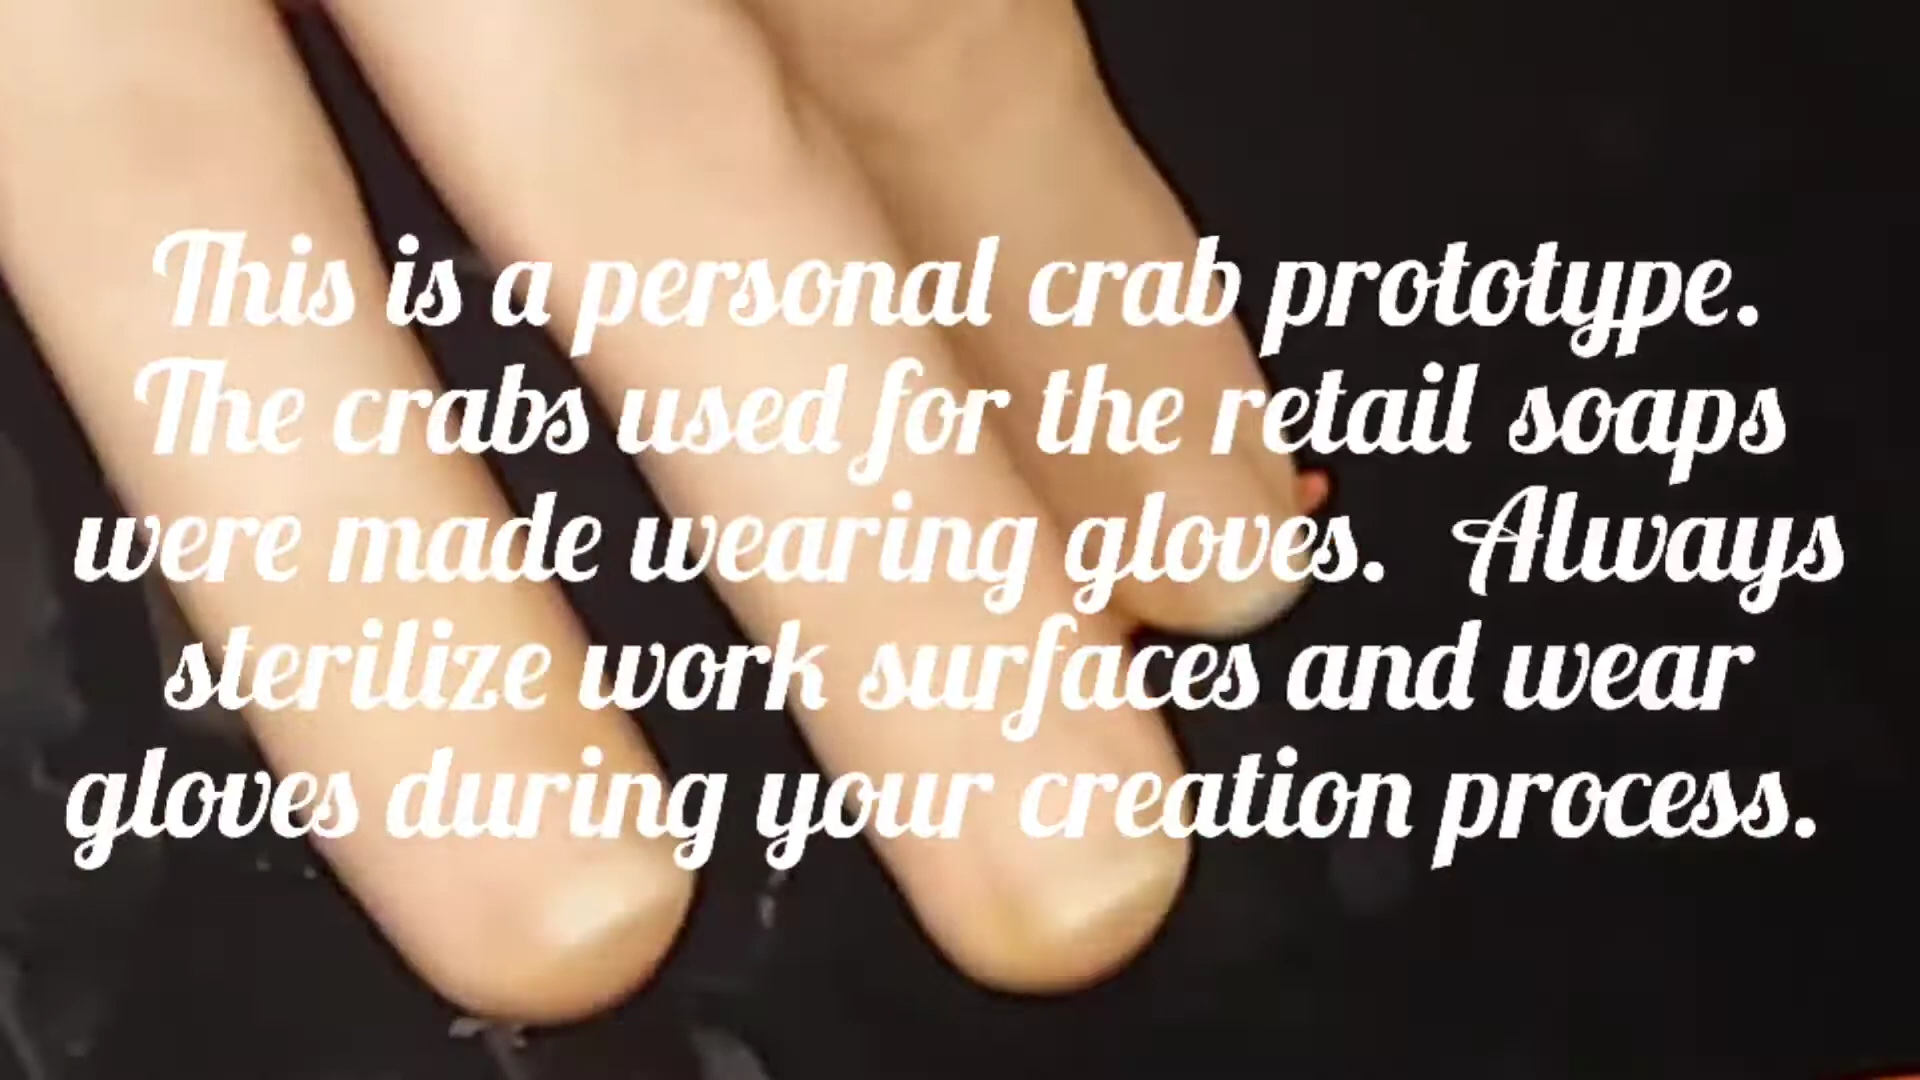 This is a personal crab prototype.
The crabs used for the retail soaps
were made wearing gloves. Always
sterilize work surfaces and wear
gloves during your creation process.